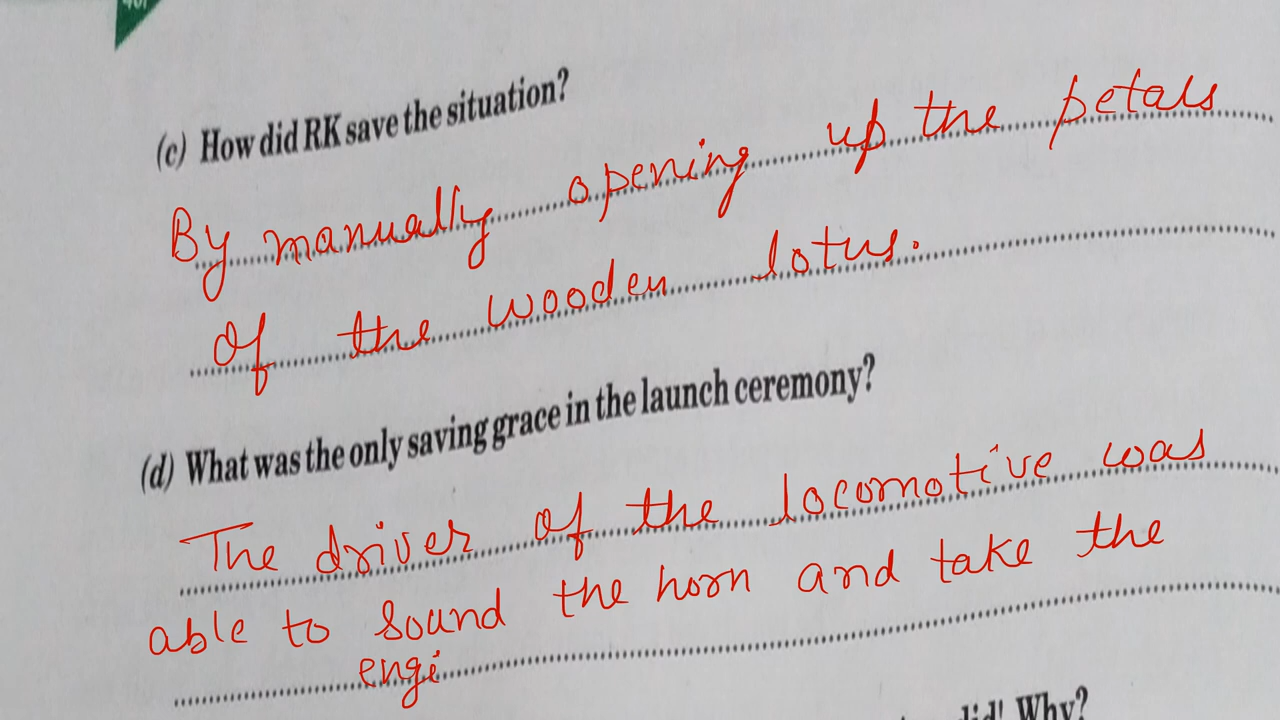 (c) How did RK save the situation?
By manually opening up the petals
of the wooden lotus.
(d) What was the only saving grace in the launch ceremony?
The driver of the locomotive was
able to sound the horn and take the
engi
Why?